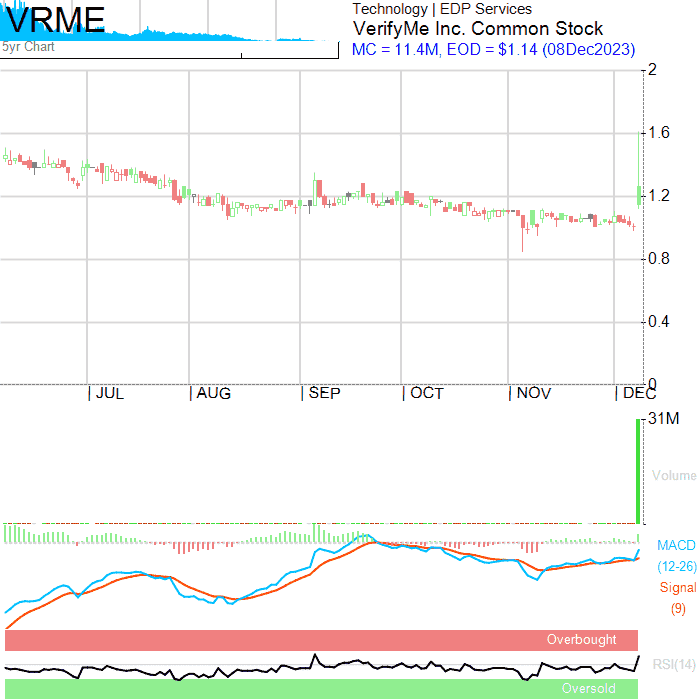 VRME
5yr Chart
Technology | EDP Services
VerifyMe Inc. Common Stock
MC = 11.4M, EOD = $1.14 (08Dec2023)
2
1.6
1.2
0.8
0.4
0
JUL AUG SEP OCT NOV DEC
31M
Volume
MACD
(12-26)
Signal
(9)
Overbought
RSI(14)
Oversold